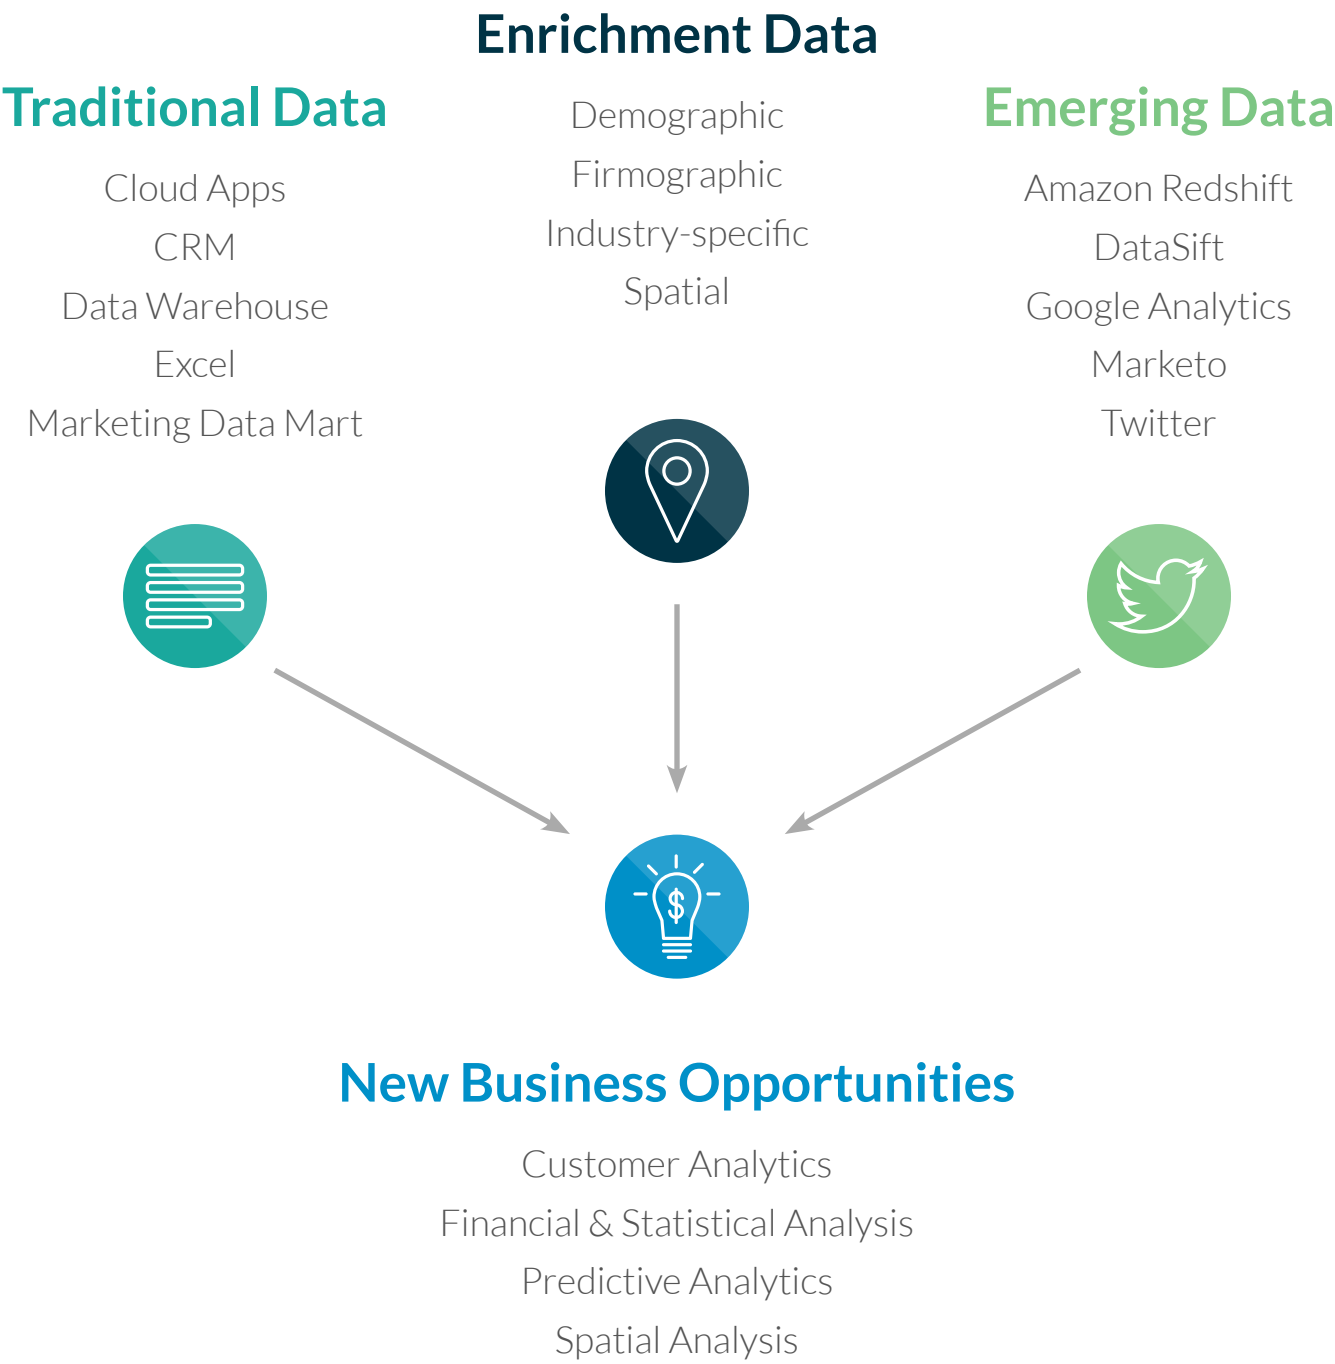 Enrichment Data
Demographic
Firmographic
Industry-specific
Spatial
Traditional Data
Cloud Apps
CRM
Data Warehouse
Excel
Marketing Data Mart
Emerging Data
Amazon Redshift
DataSift
Google Analytics
Marketo
Twitter
$
New Business Opportunities
Customer Analytics
Financial & Statistical Analysis
Predictive Analytics
Spatial Analysis